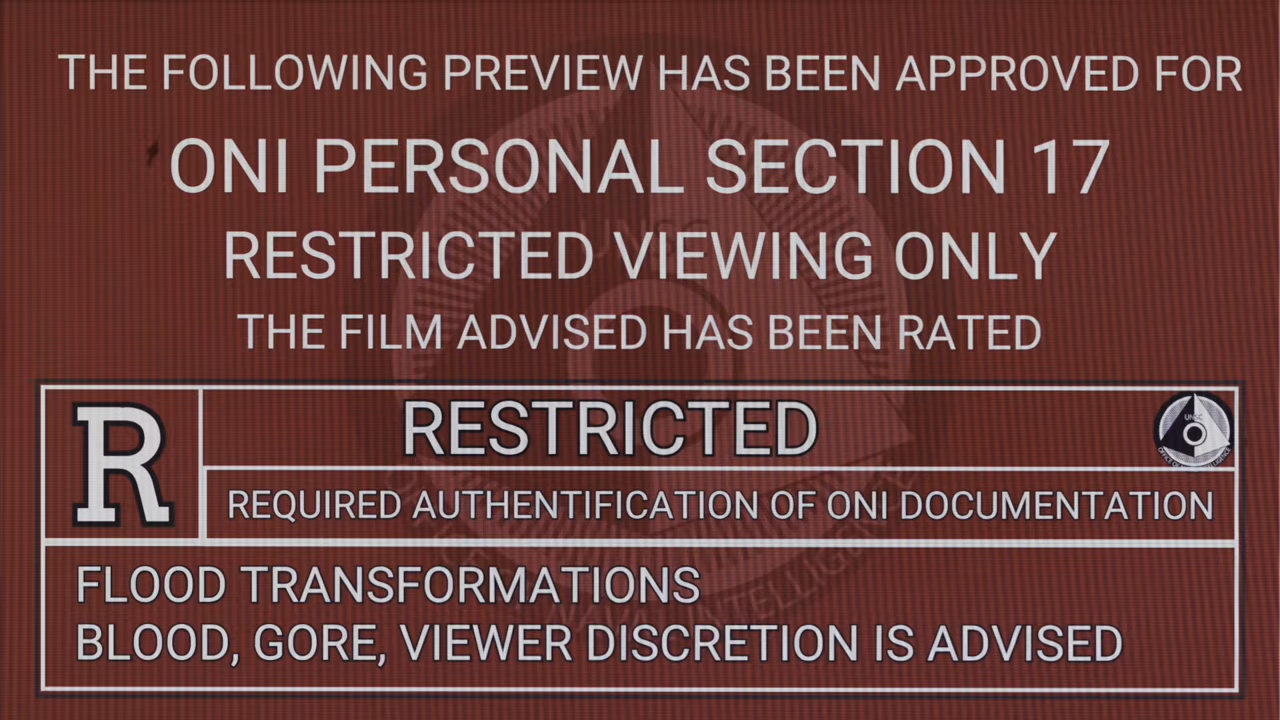 THE FOLLOWING PREVIEW HAS BEEN APPROVED FOR
ONI PERSONAL SECTION 17
RESTRICTED VIEWING ONLY
THE FILM ADVISED HAS BEEN RATED
R
RESTRICTED
UNSC
REQUIRED AUTHENTIFICATION OF ONI DOCUMENTATION
FLOOD TRANSFORMATIONS
BLOOD, GORE, VIEWER DISCRETION IS ADVISED